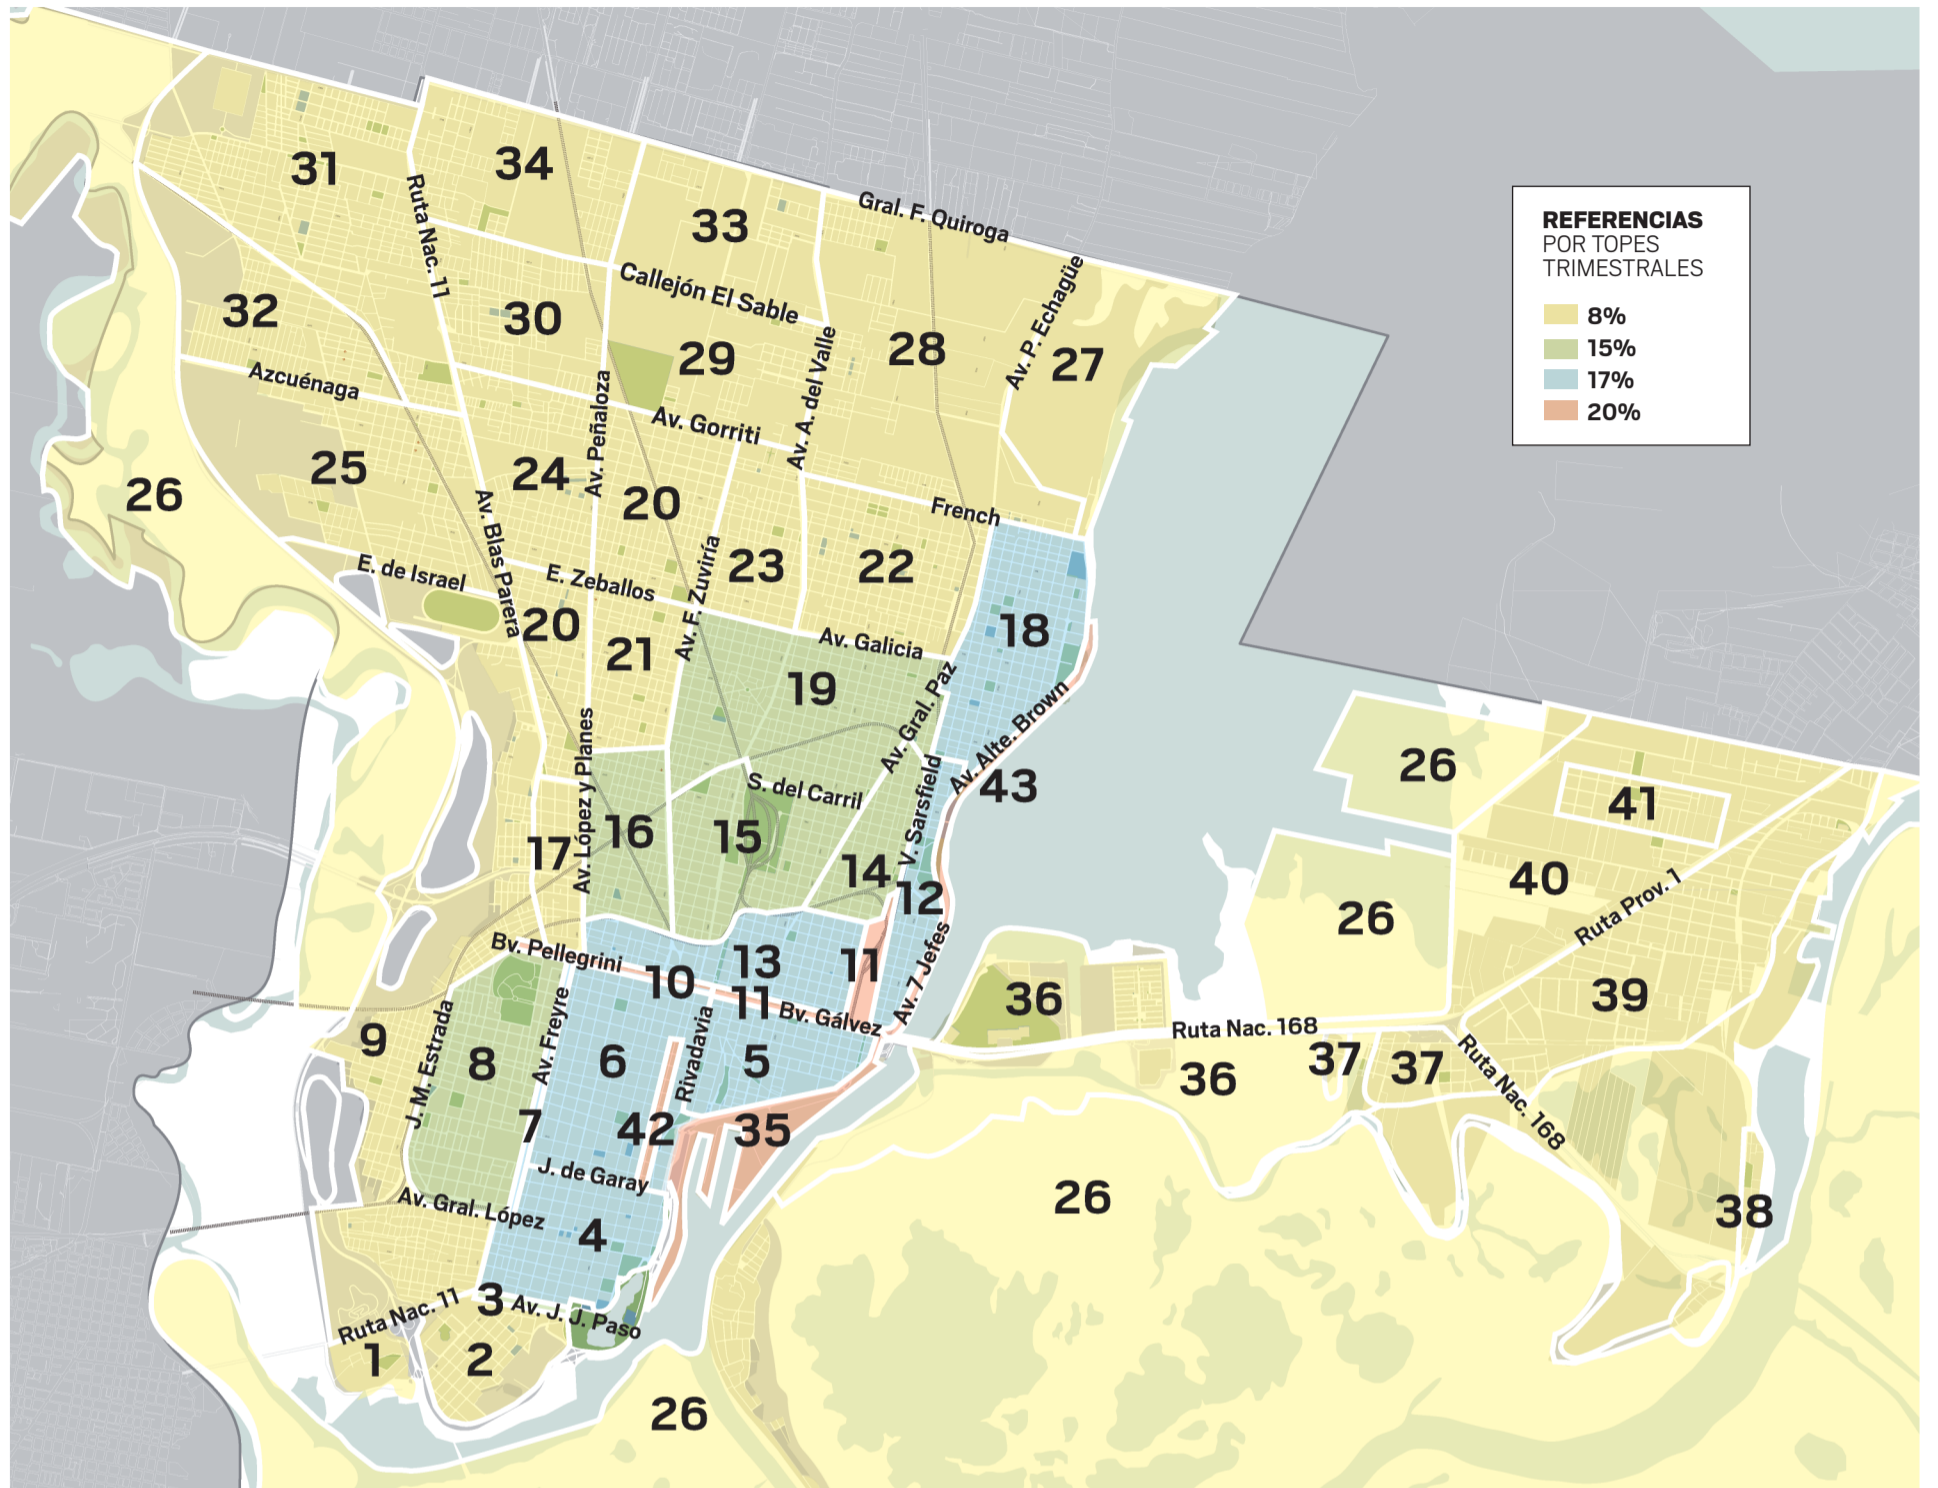 31
34
33
Gral. F. Quiroga
Ruta Nac. 11
Callejón El Sable
REFERENCIAS
POR TOPES
TRIMESTRALES
8%
15%
17%
20%
32
30
29
28
27
Av. P. Echagüe
Azcuénaga
Av. Peñaloza
Av. A. del Valle
Av. Gorriti
26
25
24
20
French
Av. Blas Parera
Av. F. Zuviría
23
22
E. de Israel
E. Zeballos
20
21
18
Av. Galicia
19
Av. Gral. Paz
Av. Alte. Brown
43
26
41
Av. López y Planes
S. del Carril
V. Sarsfield
17
16
15
14
12
40
Ruta Prov. 1
26
Bv. Pellegrini
10
13
11
11
Bv. Gálvez
Av. 7 Jefes
36
39
Ruta Nac. 168
9
J. M. Estrada
8
Av. Freyre
6
Rivadavia
5
36
37
37
Ruta Nac. 168
7
42
35
J. de Garay
Av. Gral. López
4
26
38
Ruta Nac. 11
3
Av. J. J. Paso
1
2
26